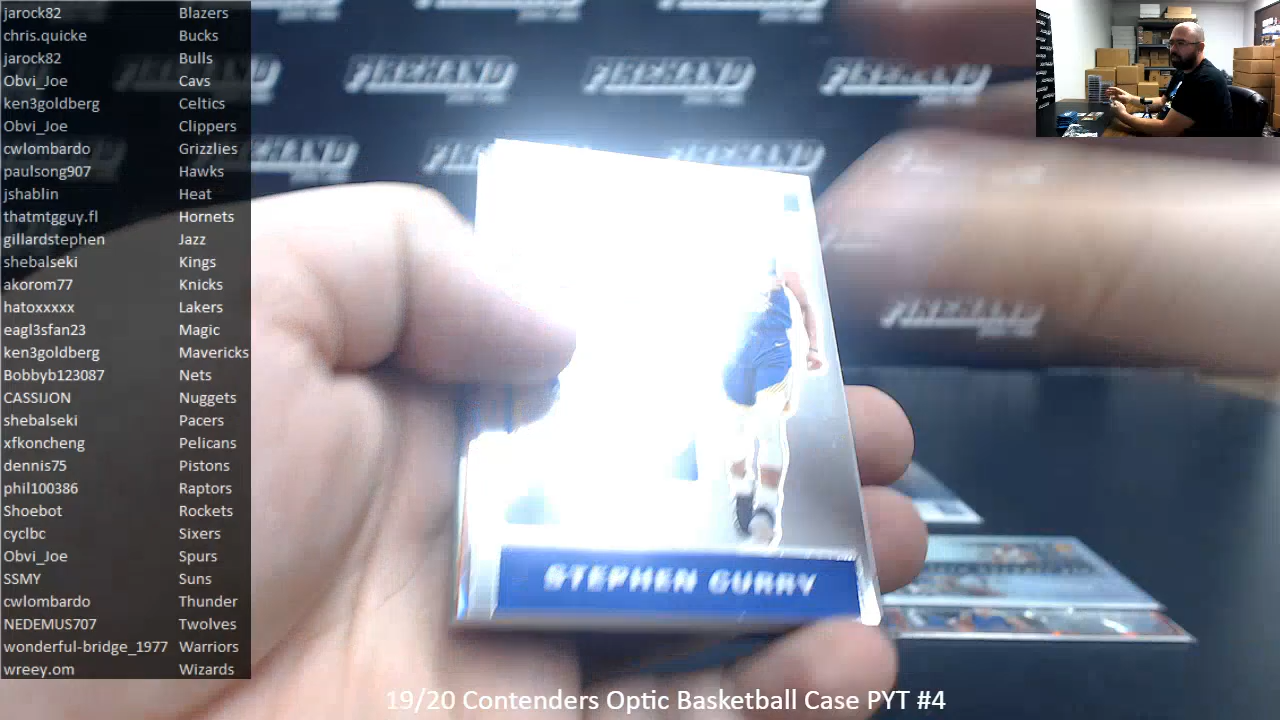 jarock82 Blazers
chris.quicke Bucks
jarock82 Bulls
Obvi_Joe Cavs
ken3goldberg Celtics
Obvi_Joe Clippers
cwlombardo Grizzlies
paulsong907 Hawks
jshablin Heat
thatmtgguy.fl Hornets
gillardstephen Jazz
shebalseki Kings
akorom77 Knicks
hatoxxxxx Lakers
eagl3sfan23 Magic
ken3goldberg Mavericks
Bobbyb123087 Nets
CASSIJON Nuggets
shebalseki Pacers
xfkoncheng Pelicans
dennis75 Pistons
phil100386 Raptors
Shoebot Rockets
cyclbc Sixers
Obvi_Joe Spurs
SSMY Suns
cwlombardo Thunder
NEDEMUS707 Twolves
wonderful-bridge_1977 Warriors
wreey.om Wizards
STEPHEN CURRY
19/20 Contenders Optic Basketball Case PYT #4